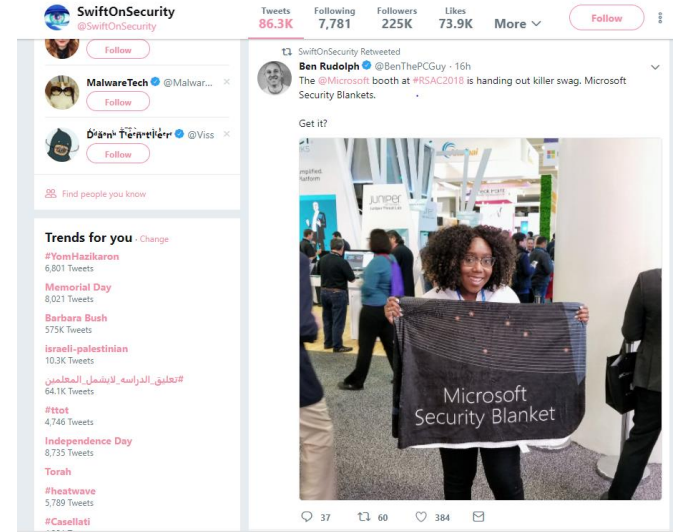 SwiftOnSecurity
@SwiftOnSecurity
Tweets
86.3K
Following
7,781
Followers
225K
Likes
73.9K
More
Follow
Follow
MalwareTech @Malwar...
Follow
@Viss
Follow
Find people you know
Trends for you · Change
#YomHazikaron
6,801 Tweets
Memorial Day
8,021 Tweets
Barbara Bush
575K Tweets
israeli-palestinian
10.3K Tweets
#تعليق_الدراسه_لايشمل_المعلمين
64.1K Tweets
#ttot
4,746 Tweets
Independence Day
8,735 Tweets
Torah
#heatwave
5,789 Tweets
#Casellati
SwiftOnSecurity Retweeted
Ben Rudolph @BenThePCGuy · 16h
The @Microsoft booth at #RSAC2018 is handing out killer swag. Microsoft
Security Blankets.
Get it?
JUNIPER
Microsoft
Security Blanket
37
60
384